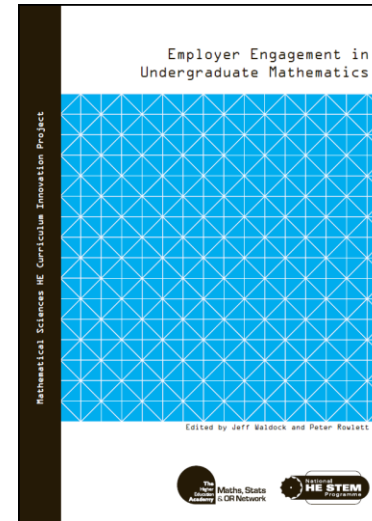 Employer Engagement in
Undergraduate Mathematics
Mathematical Sciences HE Curriculum Innovation Project
Edited by Jeff Waldock and Peter Rowlett
The
Higher
Education
Academy
Maths, Stats
& OR Network
National
HE STEM
Programme